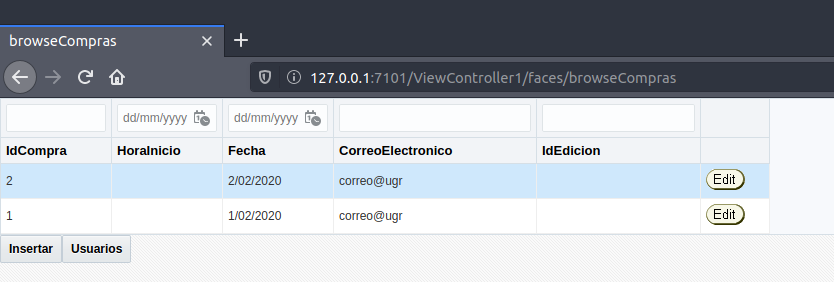 browseCompras
127.0.0.1:7101/ViewController1/faces/browseCompras
dd/mm/yyyy dd/mm/yyyy
IdCompra HoraInicio Fecha CorreoElectronico IdEdicion
2 2/02/2020 correo@ugr Edit
1 1/02/2020 correo@ugr Edit
Insertar Usuarios